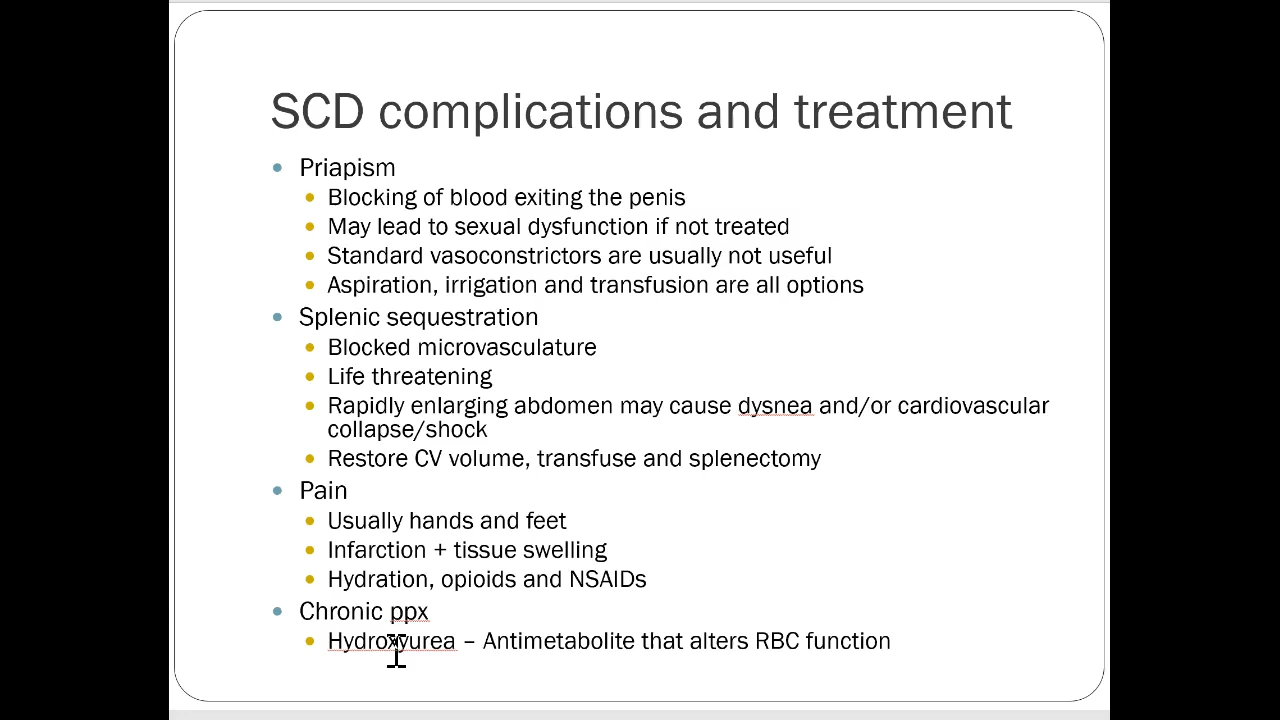 SCD complications and treatment
• Priapism
• Blocking of blood exiting the penis
• May lead to sexual dysfunction if not treated
• Standard vasoconstrictors are usually not useful
• Aspiration, irrigation and transfusion are all options
• Splenic sequestration
• Blocked microvasculature
• Life threatening
• Rapidly enlarging abdomen may cause dysnea and/or cardiovascular
collapse/shock
• Restore CV volume, transfuse and splenectomy
• Pain
• Usually hands and feet
• Infarction + tissue swelling
• Hydration, opioids and NSAIDs
• Chronic ppx
• Hydroxyurea – Antimetabolite that alters RBC function